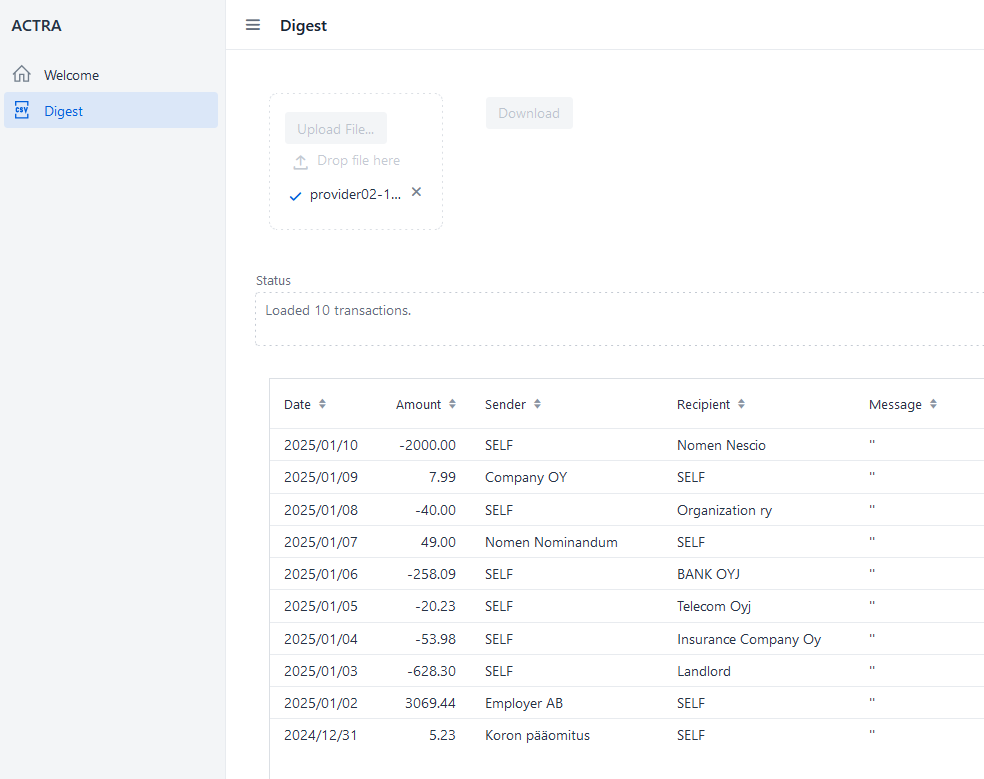 ACTRA
Digest
Welcome
CSV Digest
Upload File...
Download
Drop file here
provider02-1...
Status
Loaded 10 transactions.
Date Amount Sender Recipient Message
2025/01/10 -2000.00 SELF Nomen Nescio ''
2025/01/09 7.99 Company OY SELF ''
2025/01/08 -40.00 SELF Organization ry ''
2025/01/07 49.00 Nomen Nominandum SELF ''
2025/01/06 -258.09 SELF BANK OYJ ''
2025/01/05 -20.23 SELF Telecom Oyj ''
2025/01/04 -53.98 SELF Insurance Company Oy ''
2025/01/03 -628.30 SELF Landlord ''
2025/01/02 3069.44 Employer AB SELF ''
2024/12/31 5.23 Koron pääomitus SELF ''